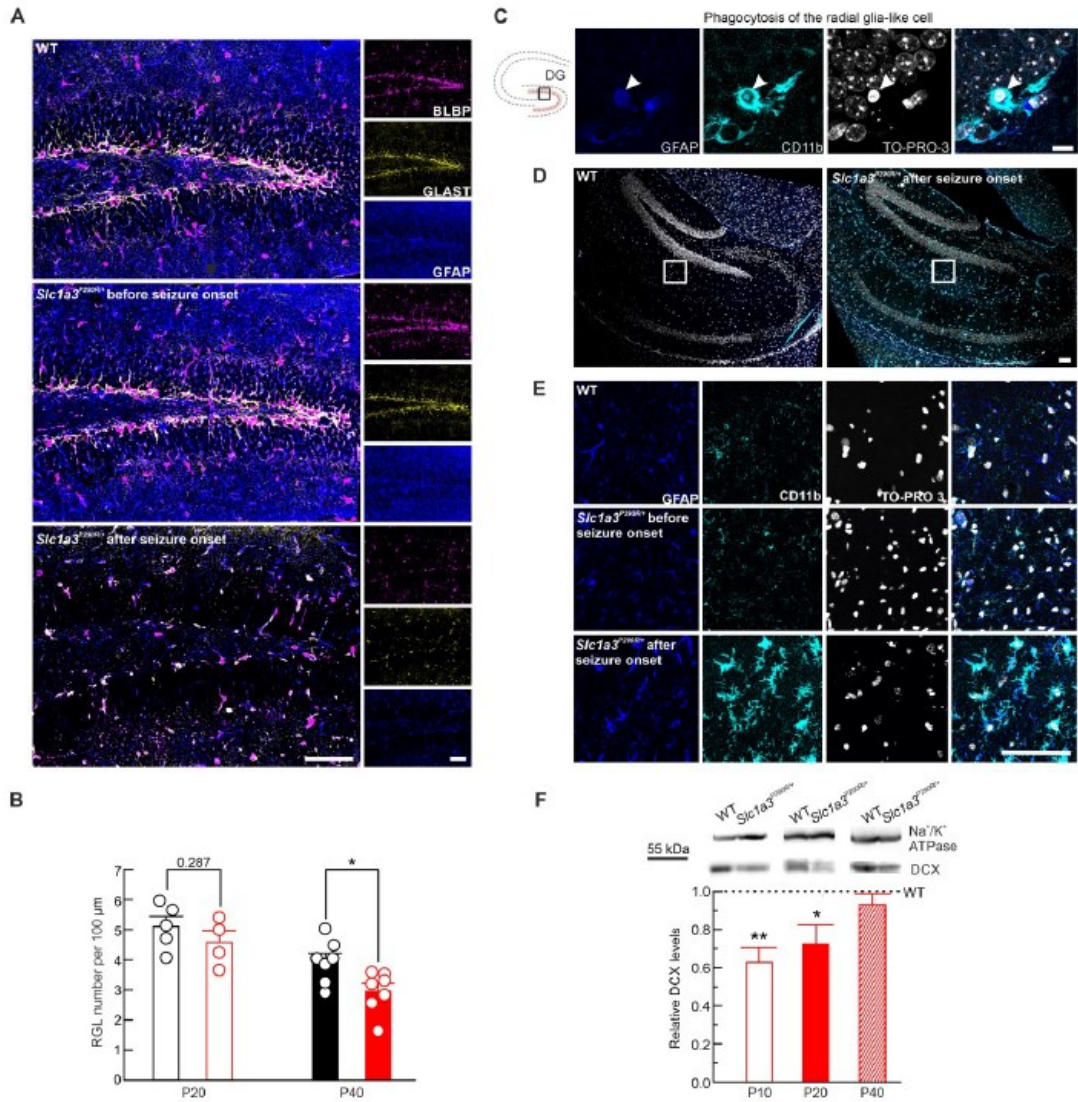 A
WT
BLBP
GLAST
GFAP
Slc1a3P290R/+ before seizure onset
Slc1a3P290R/+ after seizure onset
B
0.287
*
RGL number per 100 µm
7
6
5
4
3
2
1
0
P20
P40
C
Phagocytosis of the radial glia-like cell
DG
GFAP
CD11b
TO-PRO-3
D
WT
Slc1a3P290R/+ after seizure onset
E
WT
GFAP
CD11b
TO-PRO 3
Slc1a3P290R/+ before
seizure onset
Slc1a3P290R/+ after
seizure onset
F
WT Slc1a3P290R/+
WT Slc1a3P290R/+
WT Slc1a3P290R/+
55 kDa
Na+/K+
ATPase
DCX
WT
**
*
Relative DCX levels
1.0
0.8
0.6
0.4
0.2
0.0
P10
P20
P40